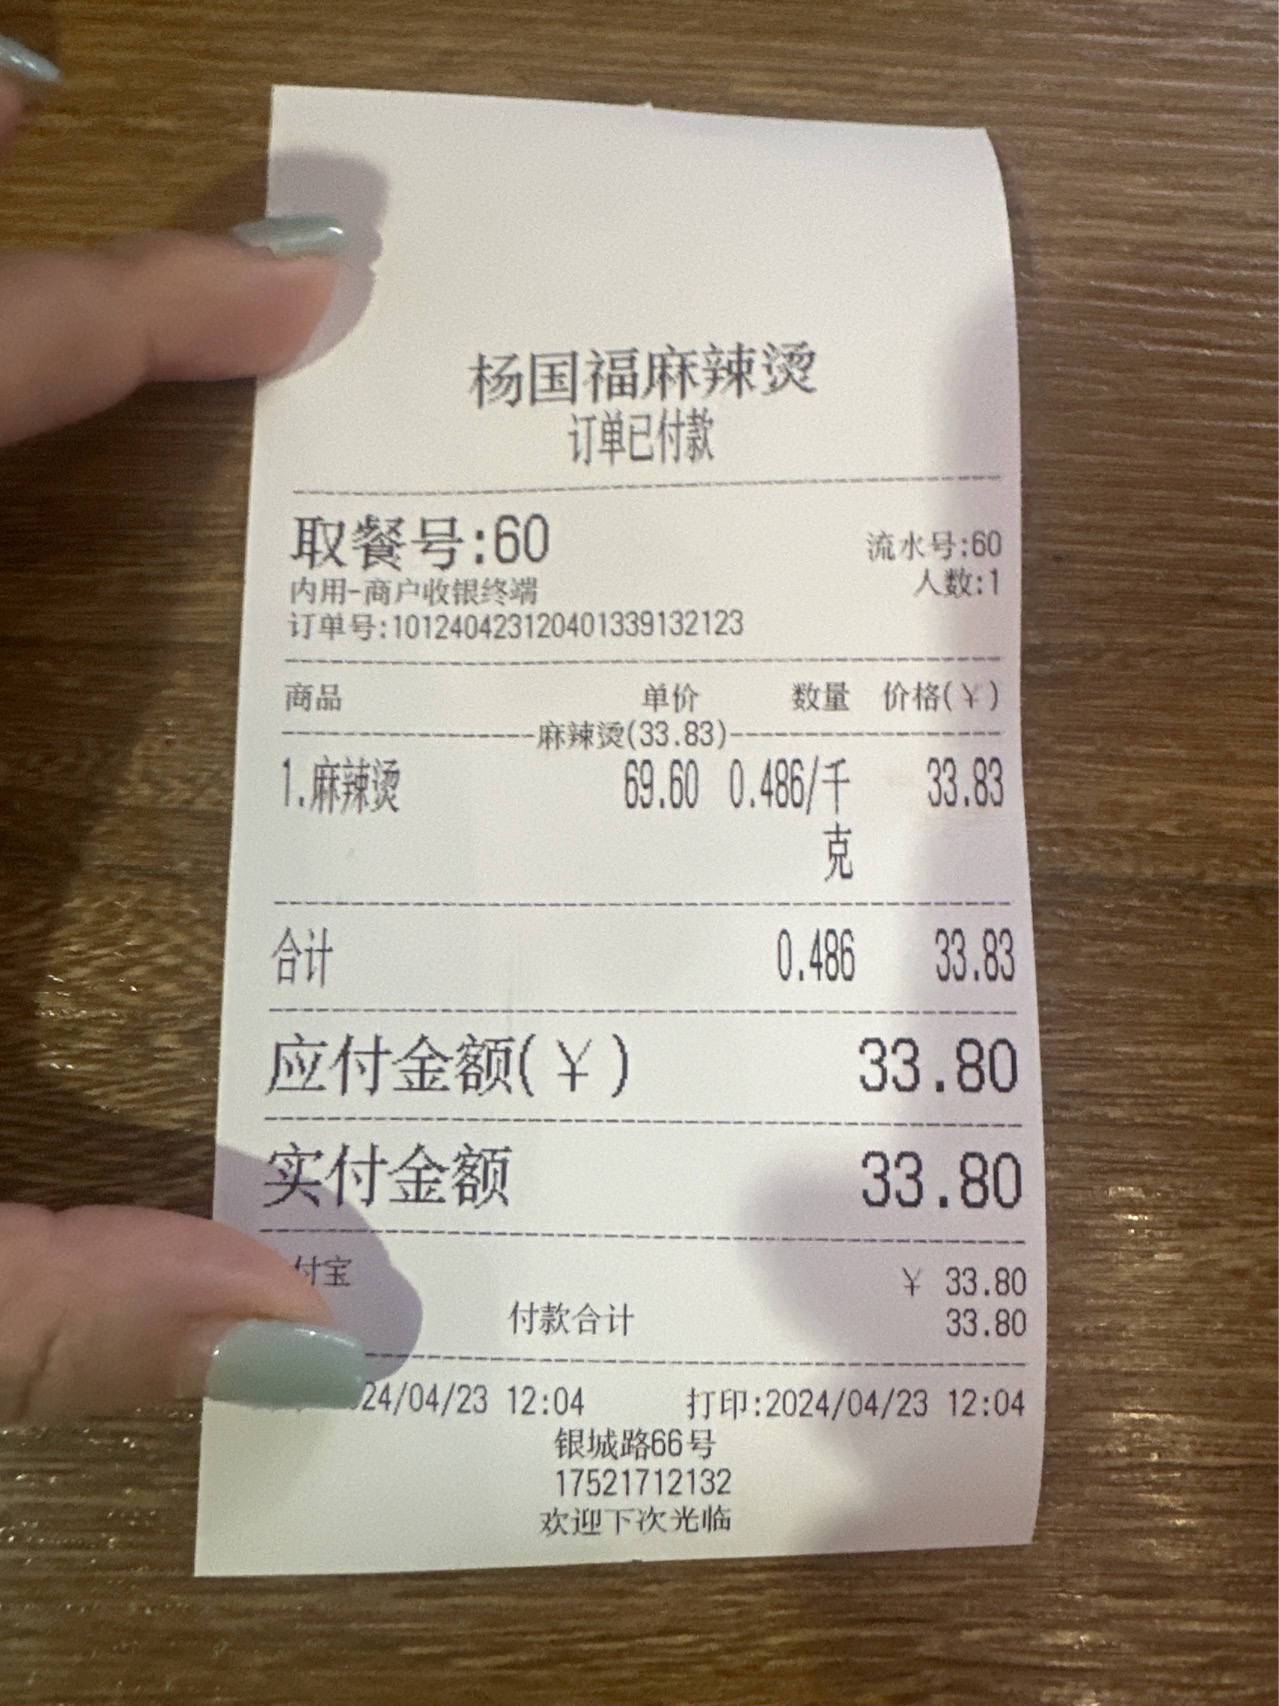 杨国福麻辣烫
订单已付款
取餐号:60 流水号:60
内用-商户收银终端 人数:1
订单号:101240423120401339132123
商品 单价 数量 价格(¥)
麻辣烫(33.83)
1.麻辣烫 69.60 0.486/千 33.83
克
合计 0.486 33.83
应付金额(¥) 33.80
实付金额 33.80
付宝 ¥ 33.80
付款合计 33.80
24/04/23 12:04 打印:2024/04/23 12:04
银城路66号
17521712132
欢迎下次光临